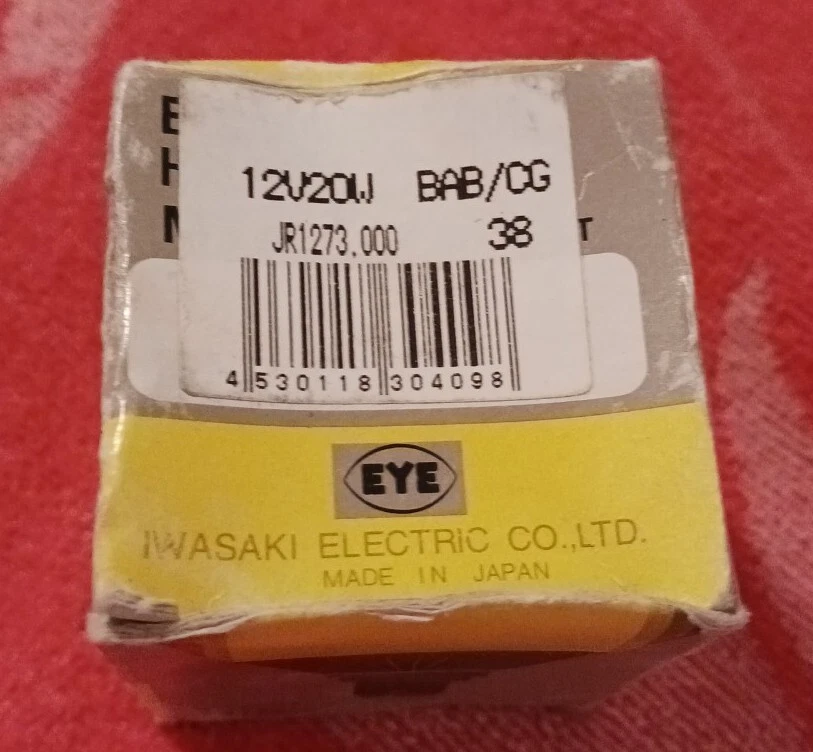 12V20W BAB/CG
JR1273.000 38
4 530118 304098
EYE
IWASAKI ELECTRIC CO.,LTD.
MADE IN JAPAN